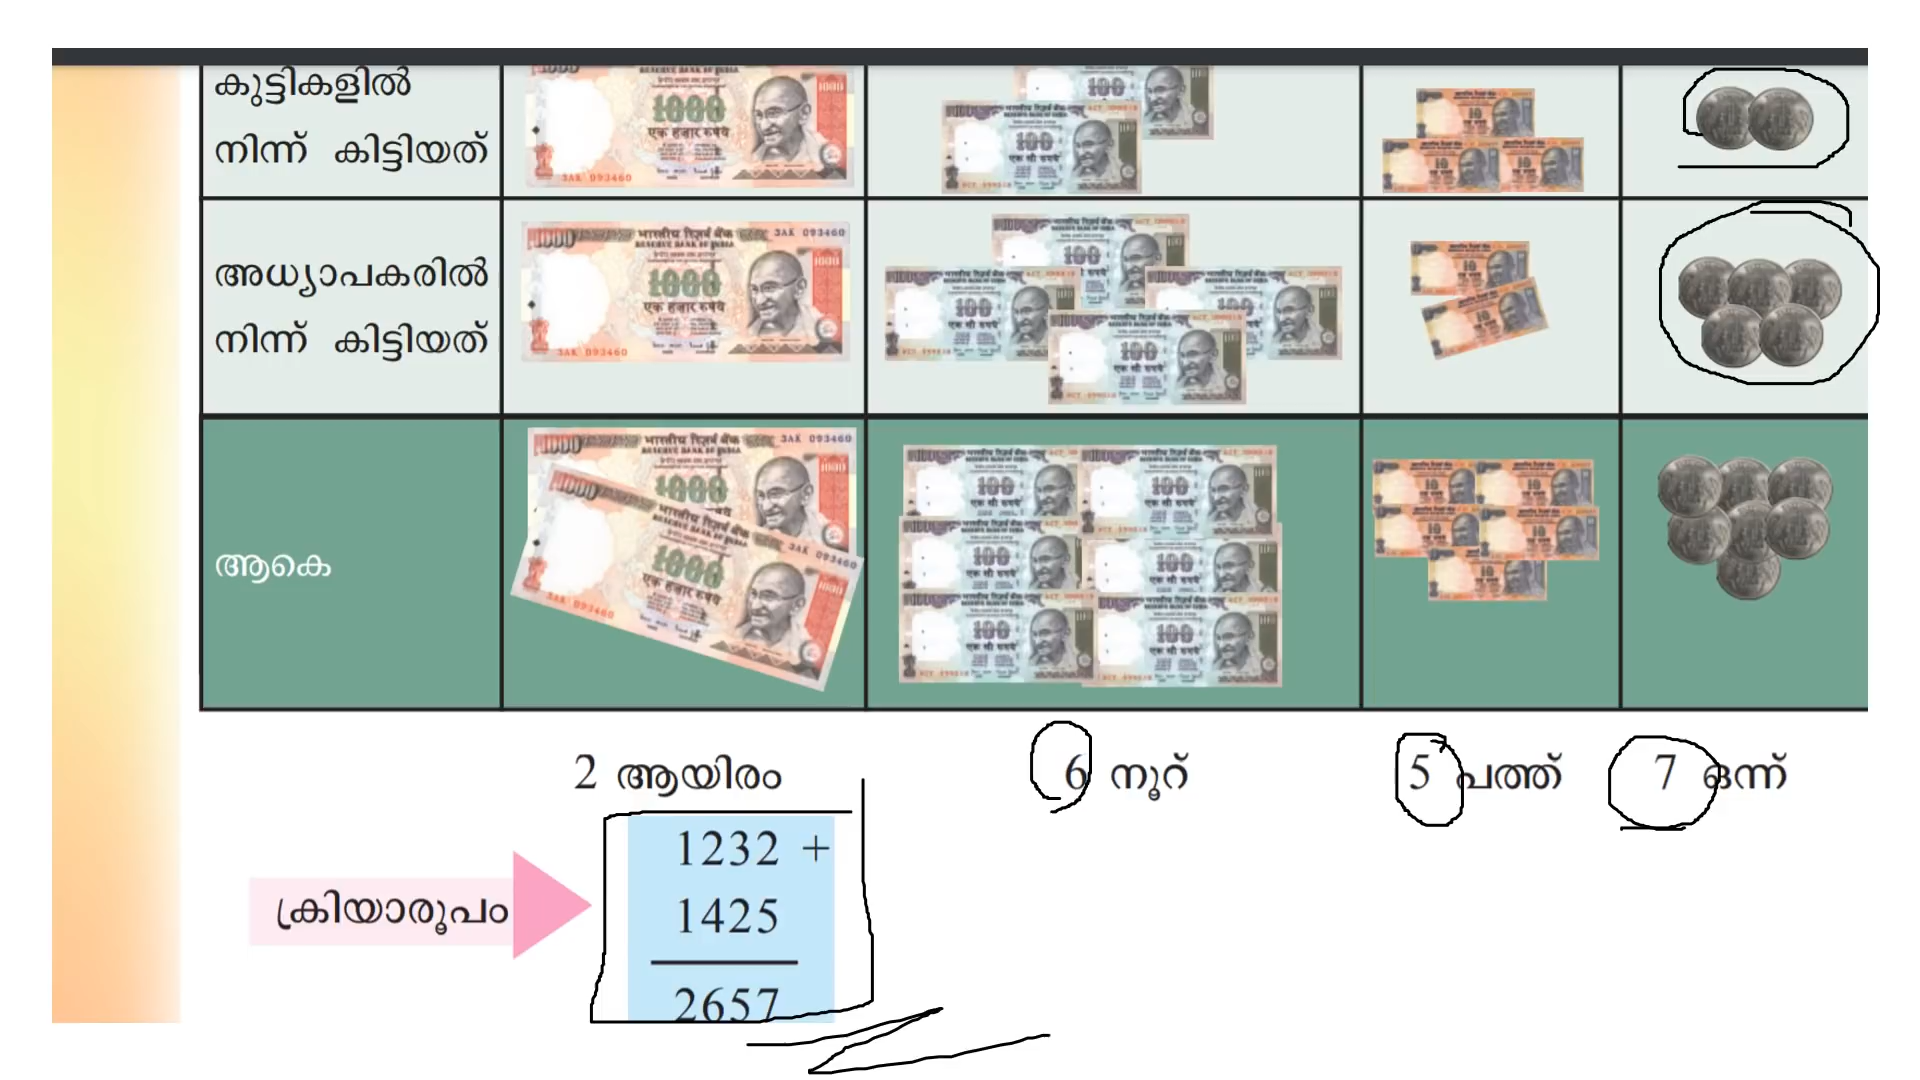 കുട്ടികളിൽ
നിന്ന് കിട്ടിയത്
അധ്യാപകരിൽ
നിന്ന് കിട്ടിയത്
ആകെ
2 ആയിരം 6 നൂറ് 5 പത്ത് 7 ഒന്ന്
ക്രിയാരൂപം
1232 +
1425
2657